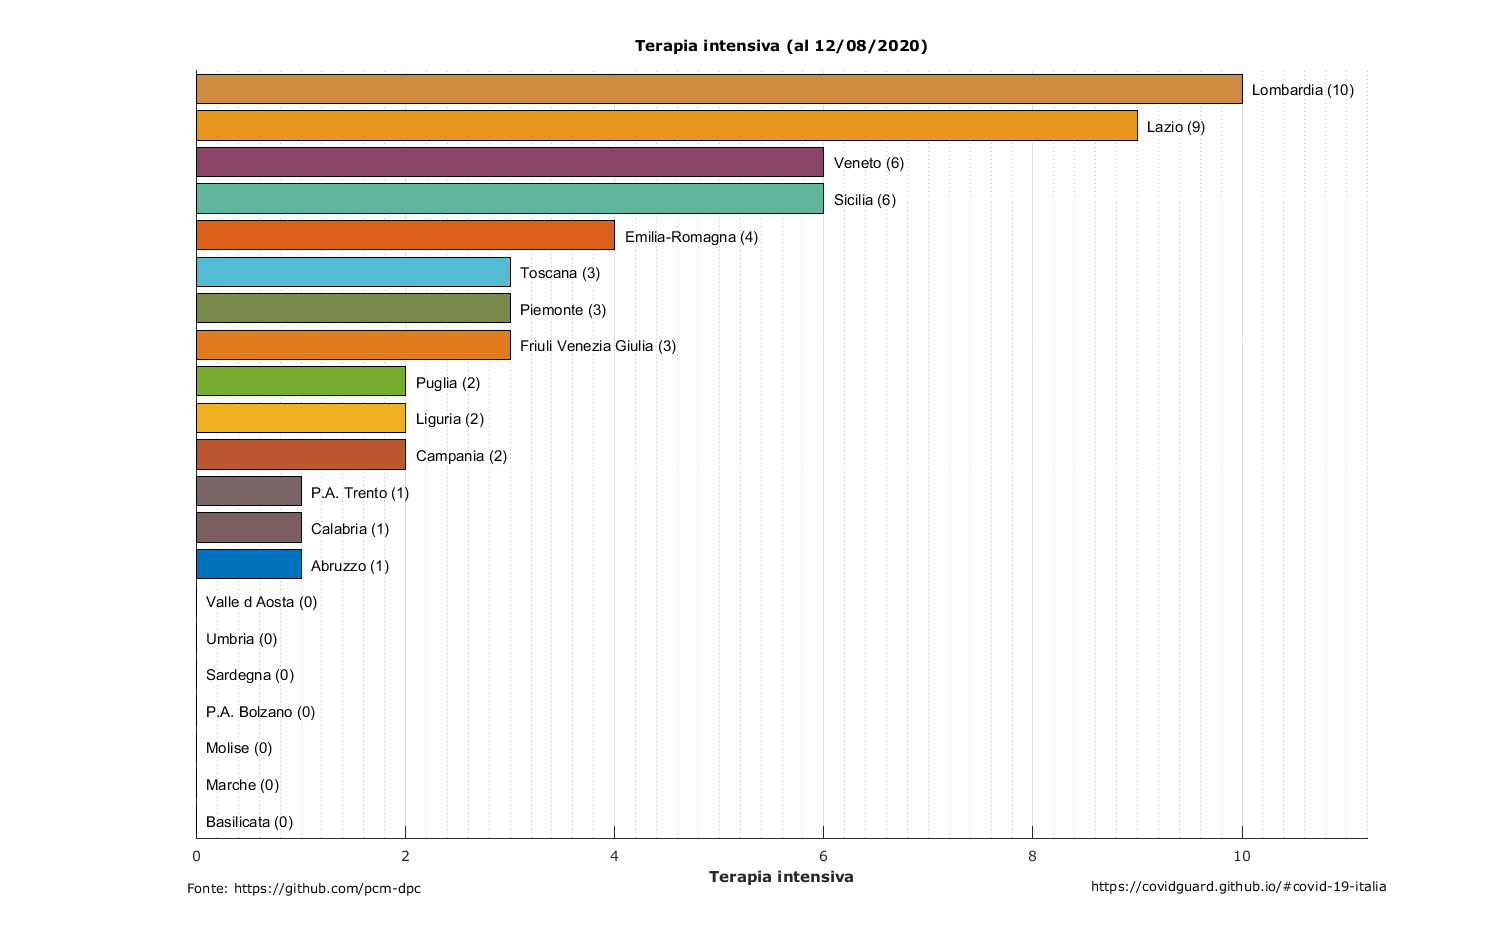 Terapia intensiva (al 12/08/2020)
Lombardia (10)
Lazio (9)
Veneto (6)
Sicilia (6)
Emilia-Romagna (4)
Toscana (3)
Piemonte (3)
Friuli Venezia Giulia (3)
Puglia (2)
Liguria (2)
Campania (2)
P.A. Trento (1)
Calabria (1)
Abruzzo (1)
Valle d Aosta (0)
Umbria (0)
Sardegna (0)
P.A. Bolzano (0)
Molise (0)
Marche (0)
Basilicata (0)
0 2 4 6 8 10
Terapia intensiva
Fonte: https://github.com/pcm-dpc
https://covidguard.github.io/#covid-19-italia